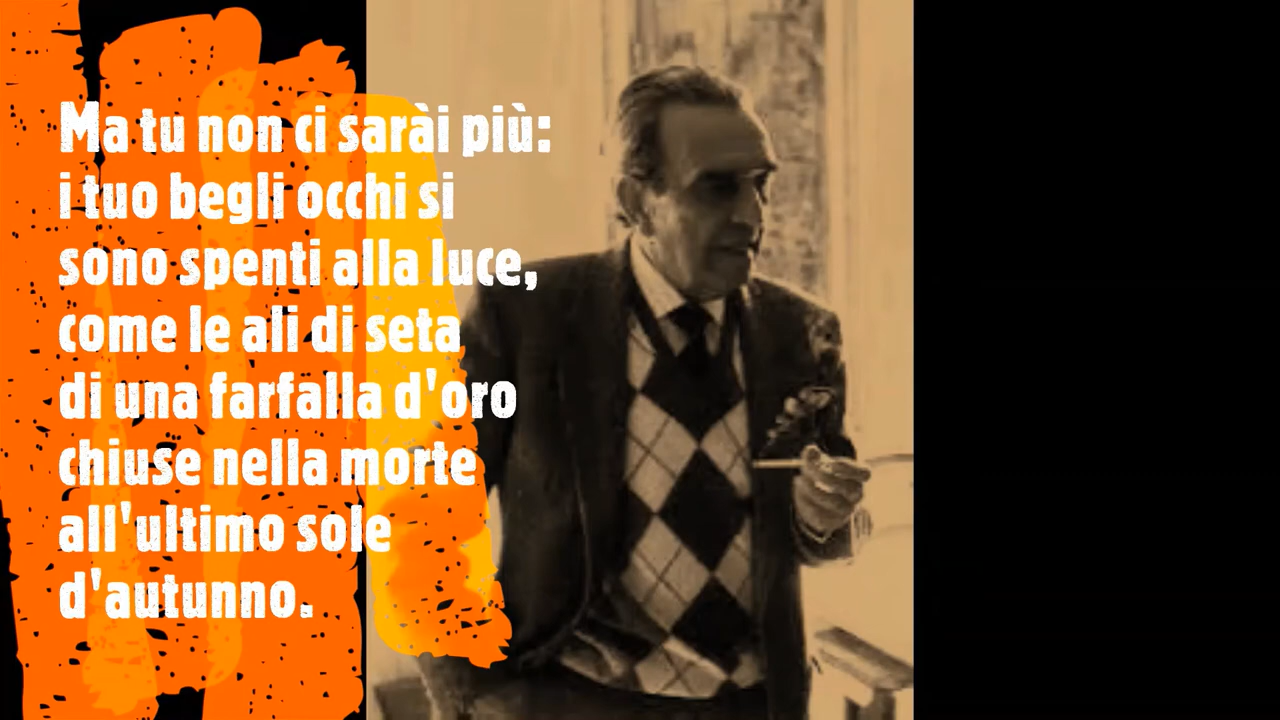 Ma tu non ci sarài più:
i tuo begli occhi si
sono spenti alla luce,
come le ali di seta
di una farfalla d'oro
chiuse nella morte
all'ultimo sole
d'autunno.